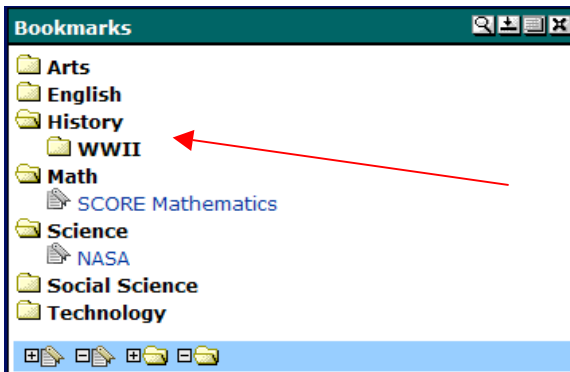 Bookmarks
Arts
English
History
WWII
Math
SCORE Mathematics
Science
NASA
Social Science
Technology